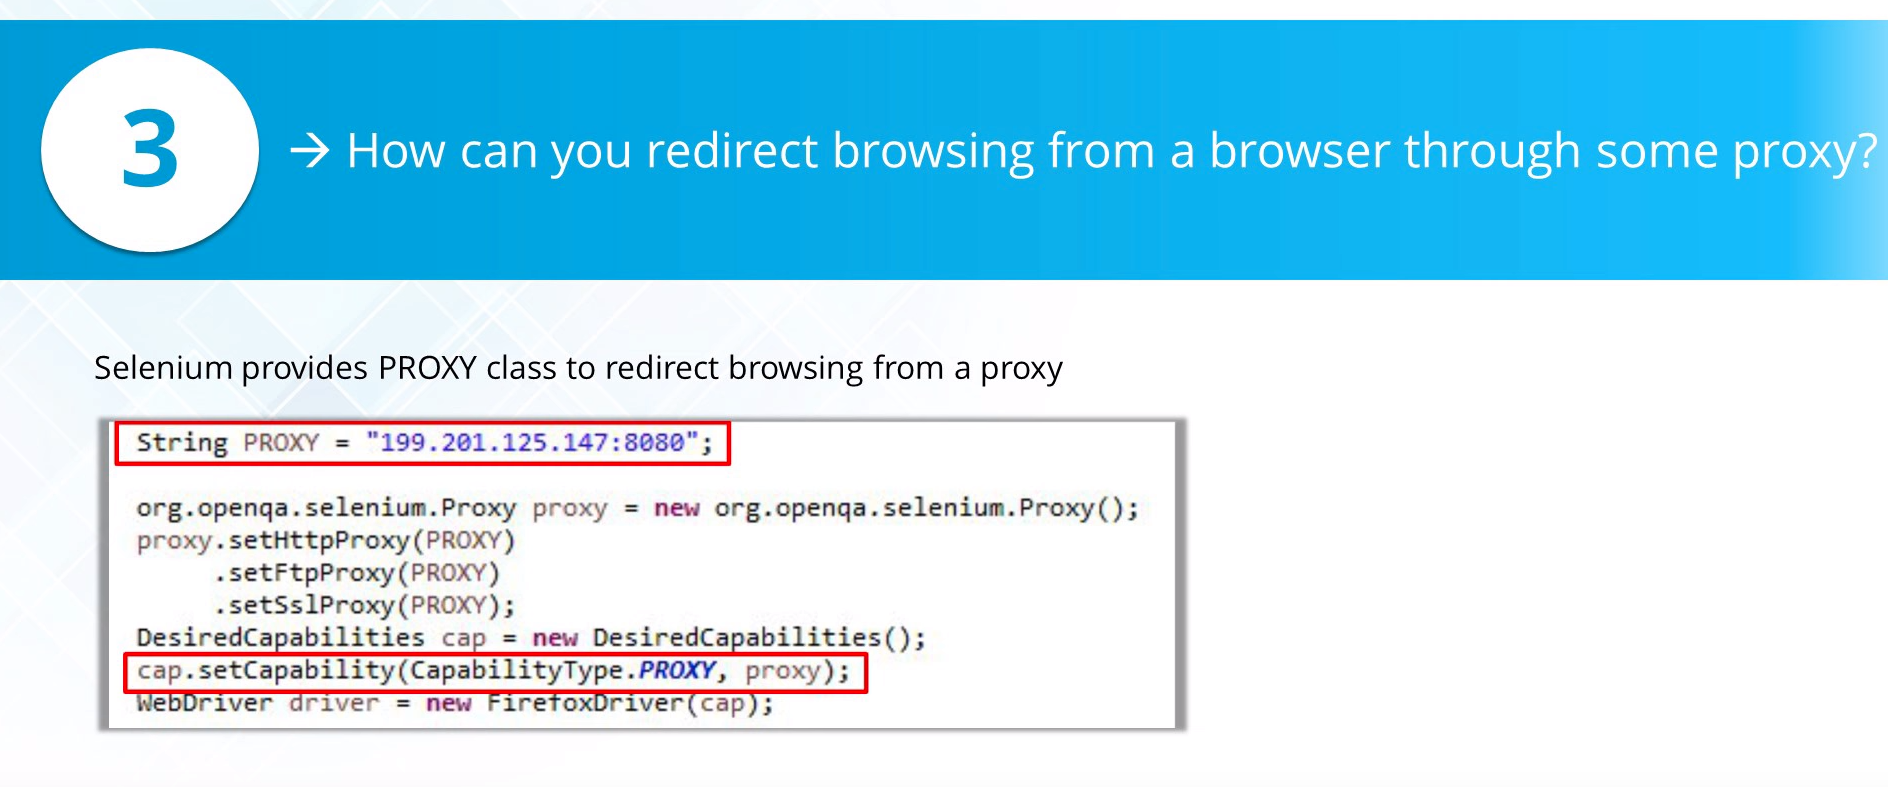 3
→ How can you redirect browsing from a browser through some proxy?
Selenium provides PROXY class to redirect browsing from a proxy
String PROXY = "199.201.125.147:8080";
org.openqa.selenium.Proxy proxy = new org.openqa.selenium.Proxy();
proxy.setHttpProxy(PROXY)
.setFtpProxy(PROXY)
.setSslProxy(PROXY);
DesiredCapabilities cap = new DesiredCapabilities();
cap.setCapability(CapabilityType.PROXY, proxy);
WebDriver driver = new FirefoxDriver(cap);